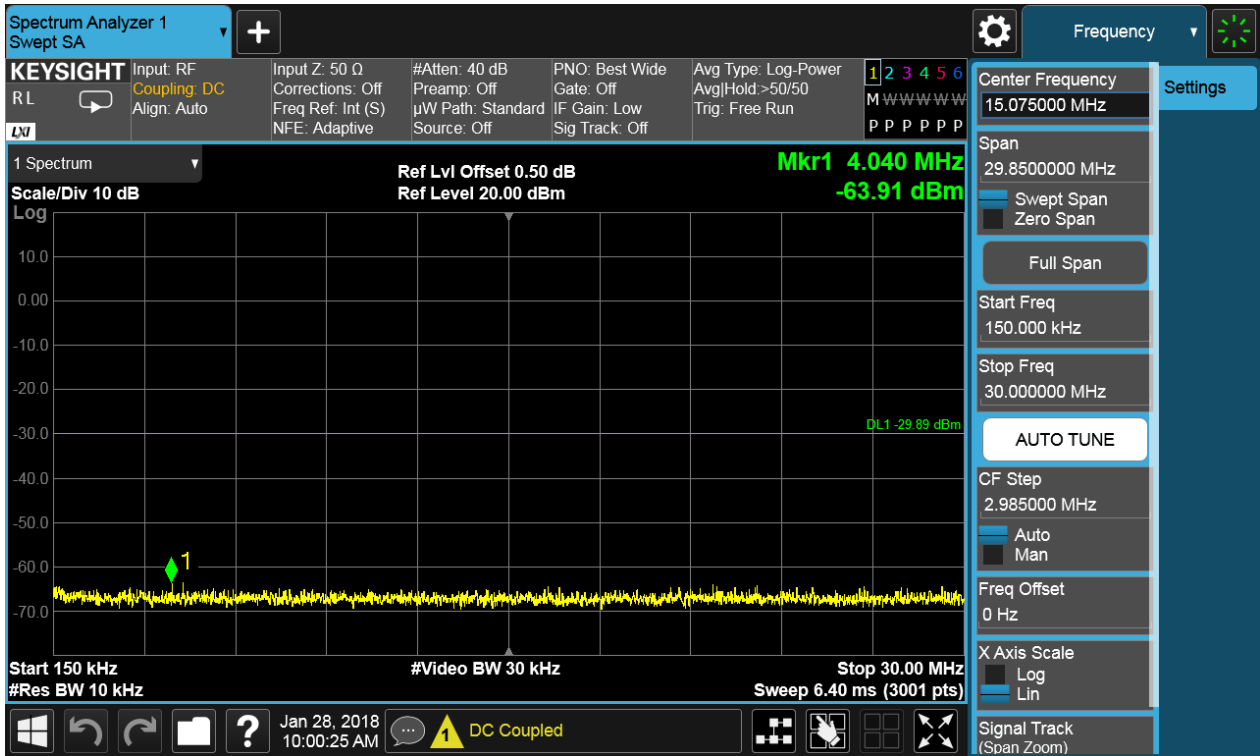 Spectrum Analyzer 1
Swept SA
+
Frequency
KEYSIGHT
R L
LXI
Input: RF
Coupling: DC
Align: Auto
Input Z: 50 Ω
Corrections: Off
Freq Ref: Int (S)
NFE: Adaptive
#Atten: 40 dB
Preamp: Off
µW Path: Standard
Source: Off
PNO: Best Wide
Gate: Off
IF Gain: Low
Sig Track: Off
Avg Type: Log-Power
Avg|Hold:>50/50
Trig: Free Run
1 2 3 4 5 6
M W W W W W
P P P P P P
1 Spectrum
Scale/Div 10 dB
Log
Ref Lvl Offset 0.50 dB
Ref Level 20.00 dBm
Mkr1 4.040 MHz
-63.91 dBm
10.0
0.00
-10.0
-20.0
-30.0
DL1 -29.89 dBm
-40.0
-50.0
-60.0
1
-70.0
Start 150 kHz
#Res BW 10 kHz
#Video BW 30 kHz
Stop 30.00 MHz
Sweep 6.40 ms (3001 pts)
Center Frequency
15.075000 MHz
Span
29.8500000 MHz
Swept Span
Zero Span
Full Span
Start Freq
150.000 kHz
Stop Freq
30.000000 MHz
AUTO TUNE
CF Step
2.985000 MHz
Auto
Man
Freq Offset
0 Hz
X Axis Scale
Log
Lin
Signal Track
(Span Zoom)
Settings
?
Jan 28, 2018
10:00:25 AM
1
DC Coupled